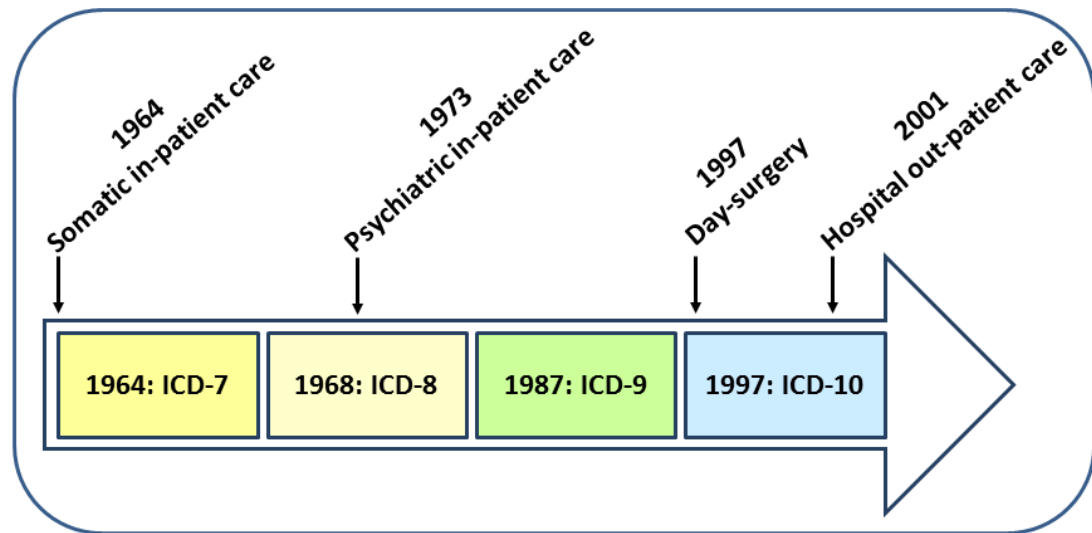 1964
Somatic in-patient care
1973
Psychiatric in-patient care
1997
Day-surgery
2001
Hospital out-patient care
1964: ICD-7
1968: ICD-8
1987: ICD-9
1997: ICD-10